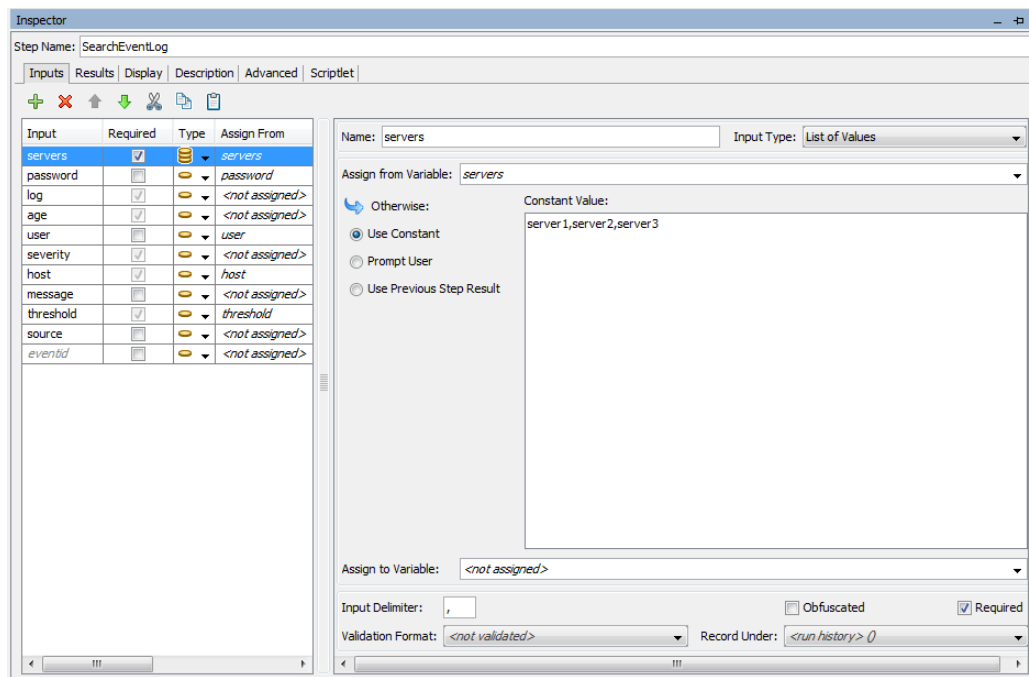 Inspector
Step Name: SearchEventLog
Inputs Results Display Description Advanced Scriptlet
Input Required Type Assign From
servers servers
password password
log <not assigned>
age <not assigned>
user user
severity <not assigned>
host host
message <not assigned>
threshold threshold
source <not assigned>
eventid <not assigned>
Name: servers Input Type: List of Values
Assign from Variable: servers
Otherwise: Constant Value:
server1,server2,server3
Use Constant
Prompt User
Use Previous Step Result
Assign to Variable: <not assigned>
Input Delimiter: , Obfuscated Required
Validation Format: <not validated> Record Under: <run history> ()